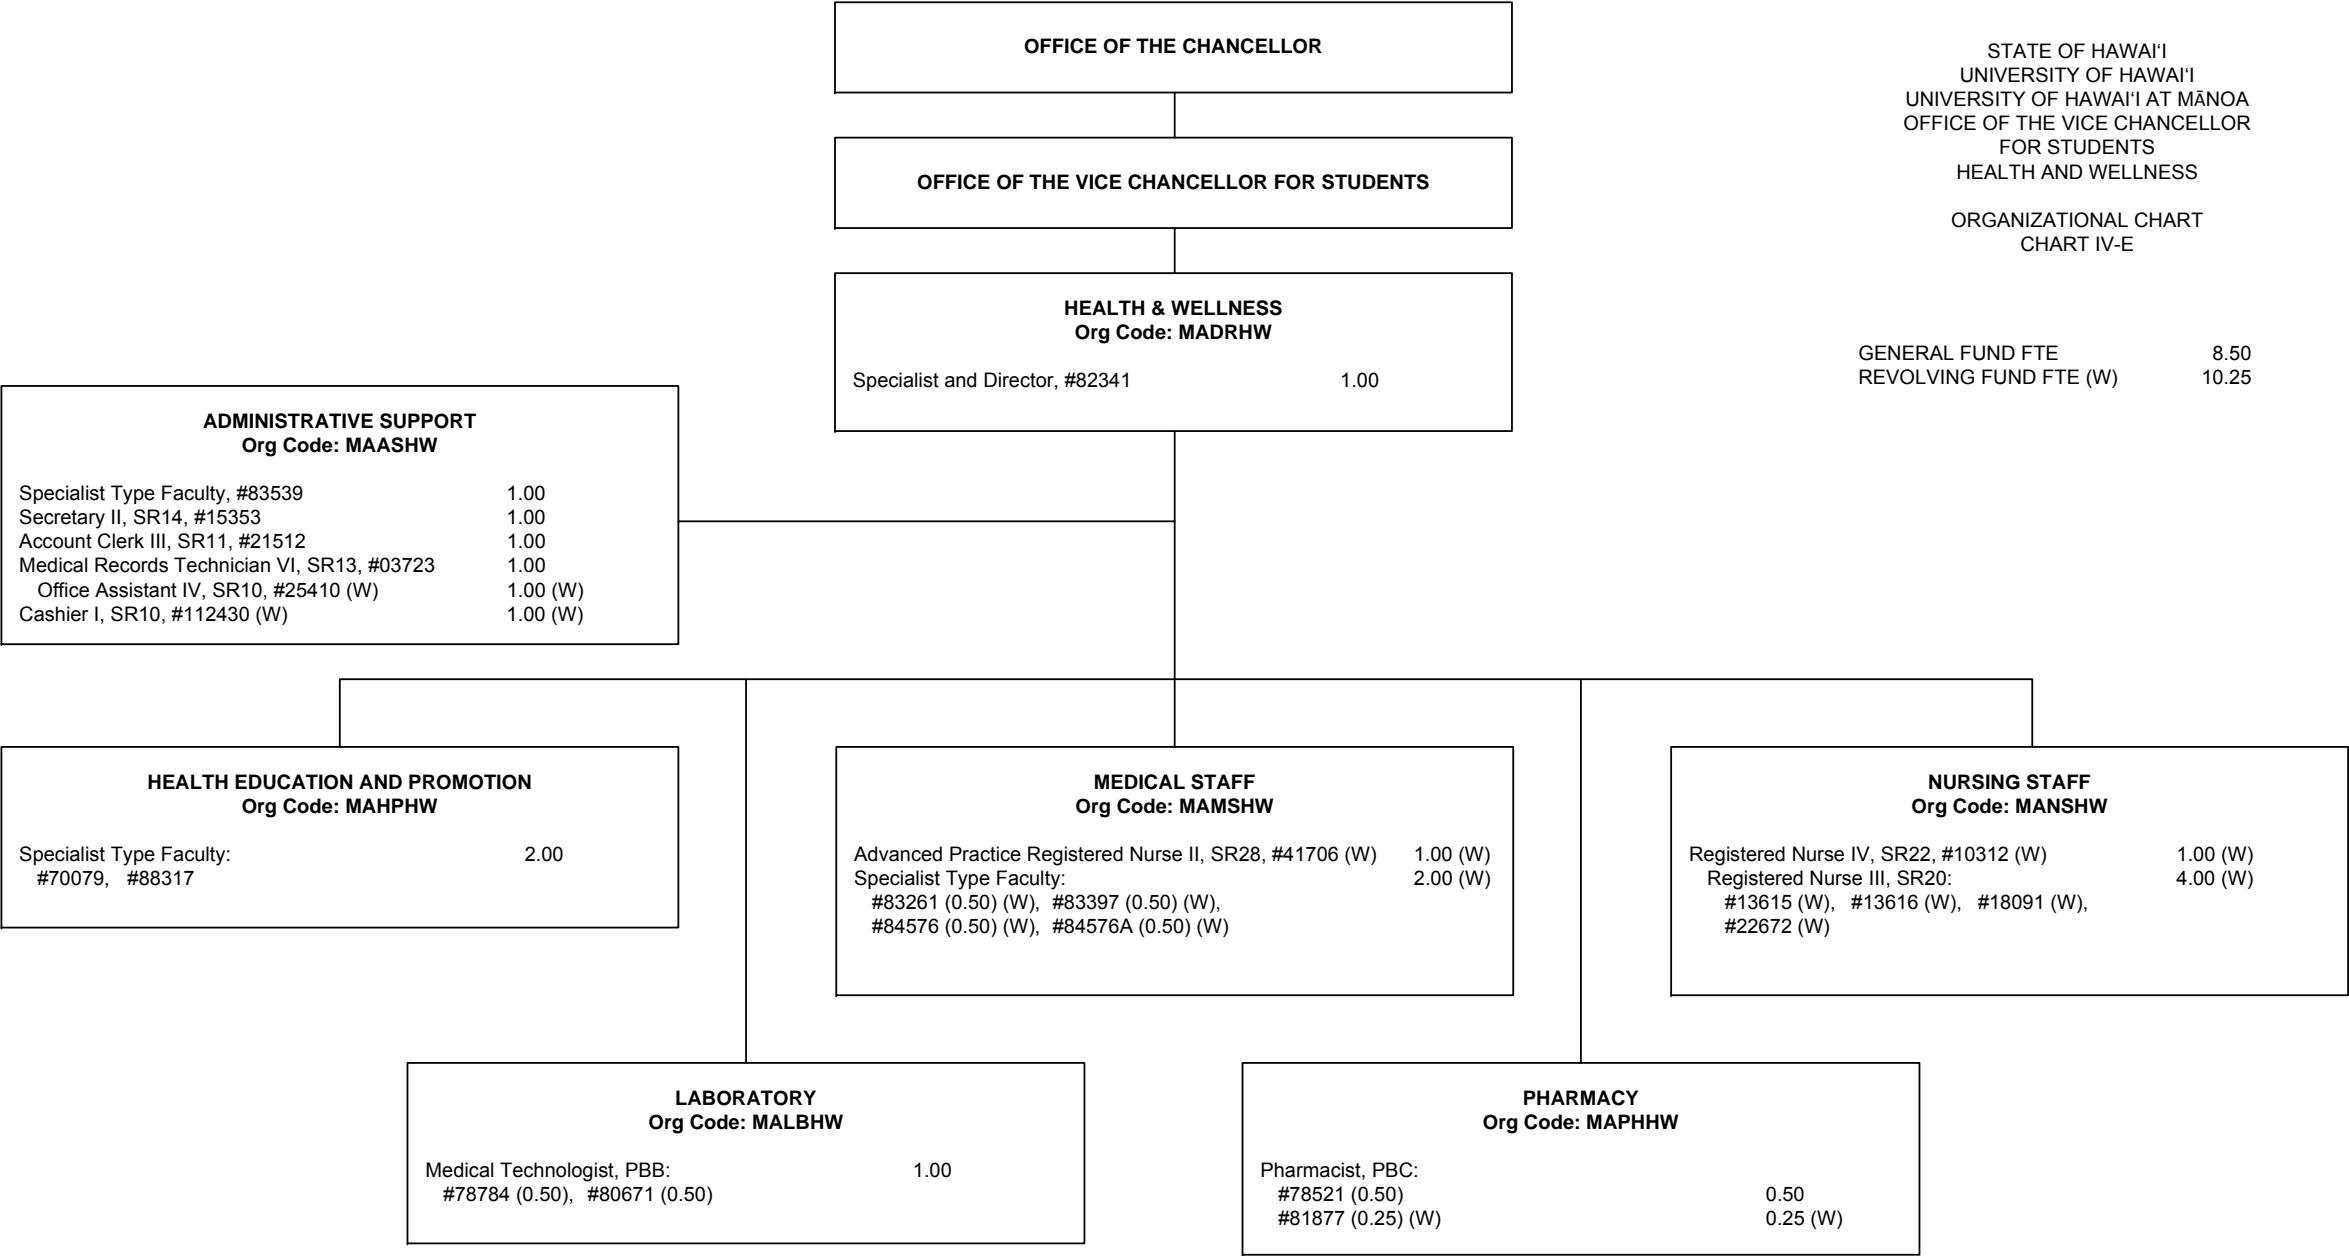 OFFICE OF THE CHANCELLOR
STATE OF HAWAI‘I
UNIVERSITY OF HAWAI‘I
UNIVERSITY OF HAWAI‘I AT MĀNOA
OFFICE OF THE VICE CHANCELLOR
FOR STUDENTS
HEALTH AND WELLNESS
ORGANIZATIONAL CHART
CHART IV-E
OFFICE OF THE VICE CHANCELLOR FOR STUDENTS
HEALTH & WELLNESS
Org Code: MADRHW
Specialist and Director, #82341 1.00
GENERAL FUND FTE 8.50
REVOLVING FUND FTE (W) 10.25
ADMINISTRATIVE SUPPORT
Org Code: MAASHW
Specialist Type Faculty, #83539 1.00
Secretary II, SR14, #15353 1.00
Account Clerk III, SR11, #21512 1.00
Medical Records Technician VI, SR13, #03723 1.00
Office Assistant IV, SR10, #25410 (W) 1.00 (W)
Cashier I, SR10, #112430 (W) 1.00 (W)
HEALTH EDUCATION AND PROMOTION
Org Code: MAHPHW
Specialist Type Faculty: 2.00
#70079, #88317
MEDICAL STAFF
Org Code: MAMSHW
Advanced Practice Registered Nurse II, SR28, #41706 (W) 1.00 (W)
Specialist Type Faculty: 2.00 (W)
#83261 (0.50) (W), #83397 (0.50) (W),
#84576 (0.50) (W), #84576A (0.50) (W)
NURSING STAFF
Org Code: MANSHW
Registered Nurse IV, SR22, #10312 (W) 1.00 (W)
Registered Nurse III, SR20: 4.00 (W)
#13615 (W), #13616 (W), #18091 (W),
#22672 (W)
LABORATORY
Org Code: MALBHW
Medical Technologist, PBB: 1.00
#78784 (0.50), #80671 (0.50)
PHARMACY
Org Code: MAPHHW
Pharmacist, PBC:
#78521 (0.50) 0.50
#81877 (0.25) (W) 0.25 (W)